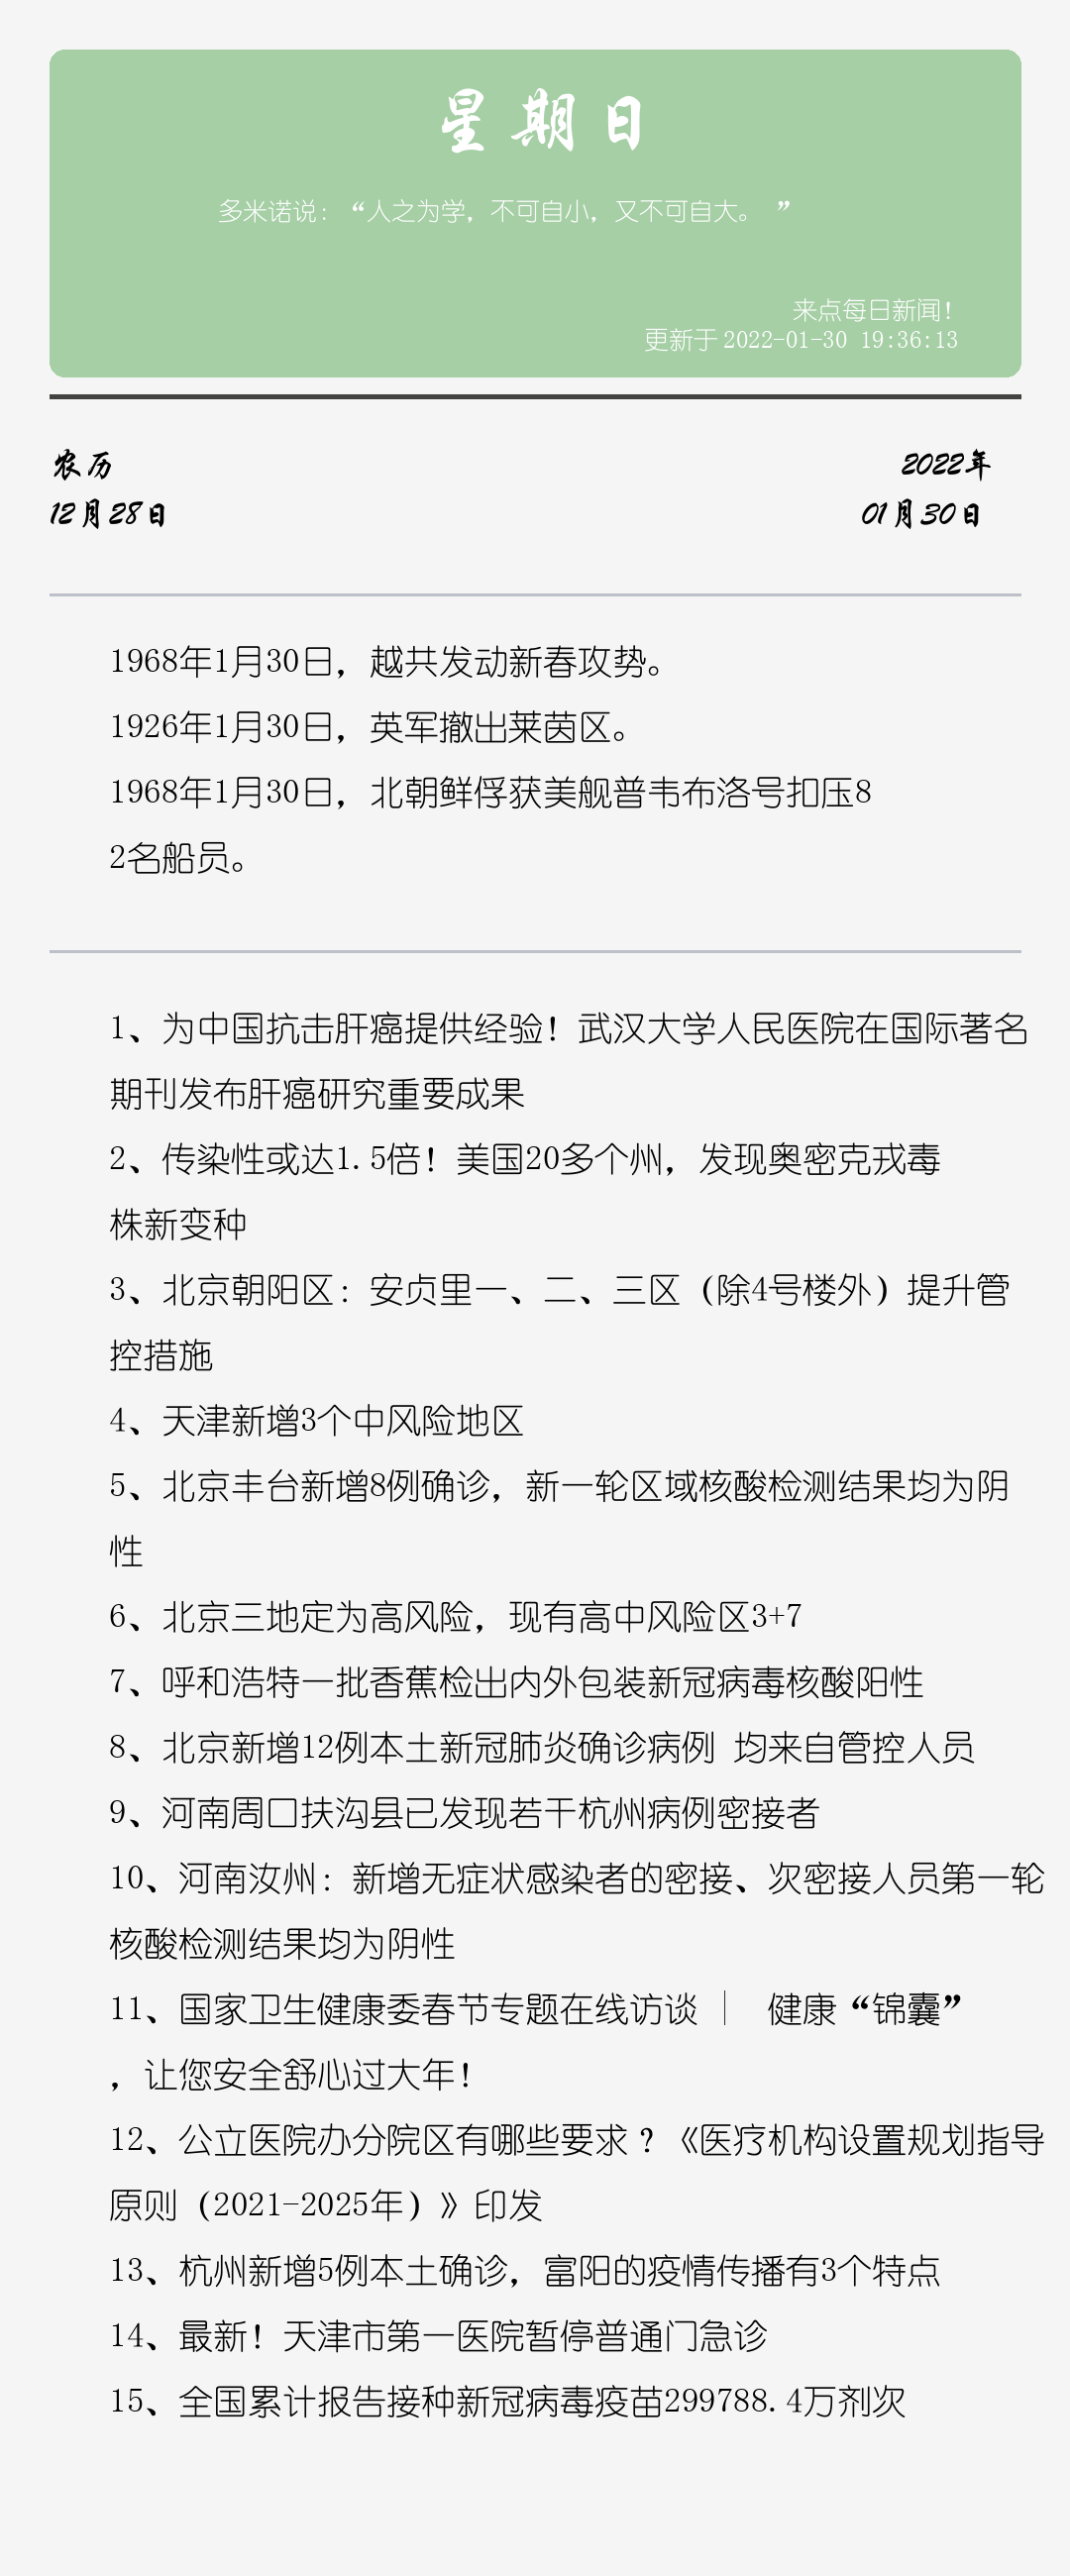 星期日
多米诺说：“人之为学，不可自小，又不可自大。 ”
来点每日新闻！
更新于 2022-01-30 19:36:13
农历
2022年
12月28日
01月30日
1968年1月30日，越共发动新春攻势。
1926年1月30日，英军撤出莱茵区。
1968年1月30日，北朝鲜俘获美舰普韦布洛号扣压8
2名船员。
1、为中国抗击肝癌提供经验！武汉大学人民医院在国际著名
期刊发布肝癌研究重要成果
2、传染性或达1.5倍！美国20多个州，发现奥密克戎毒
株新变种
3、北京朝阳区：安贞里一、二、三区（除4号楼外）提升管
控措施
4、天津新增3个中风险地区
5、北京丰台新增8例确诊，新一轮区域核酸检测结果均为阴
性
6、北京三地定为高风险，现有高中风险区3+7
7、呼和浩特一批香蕉检出内外包装新冠病毒核酸阳性
8、北京新增12例本土新冠肺炎确诊病例 均来自管控人员
9、河南周口扶沟县已发现若干杭州病例密接者
10、河南汝州：新增无症状感染者的密接、次密接人员第一轮
核酸检测结果均为阴性
11、国家卫生健康委春节专题在线访谈 | 健康“锦囊”
，让您安全舒心过大年！
12、公立医院办分院区有哪些要求？《医疗机构设置规划指导
原则（2021-2025年）》印发
13、杭州新增5例本土确诊，富阳的疫情传播有3个特点
14、最新！天津市第一医院暂停普通门急诊
15、全国累计报告接种新冠病毒疫苗299788.4万剂次